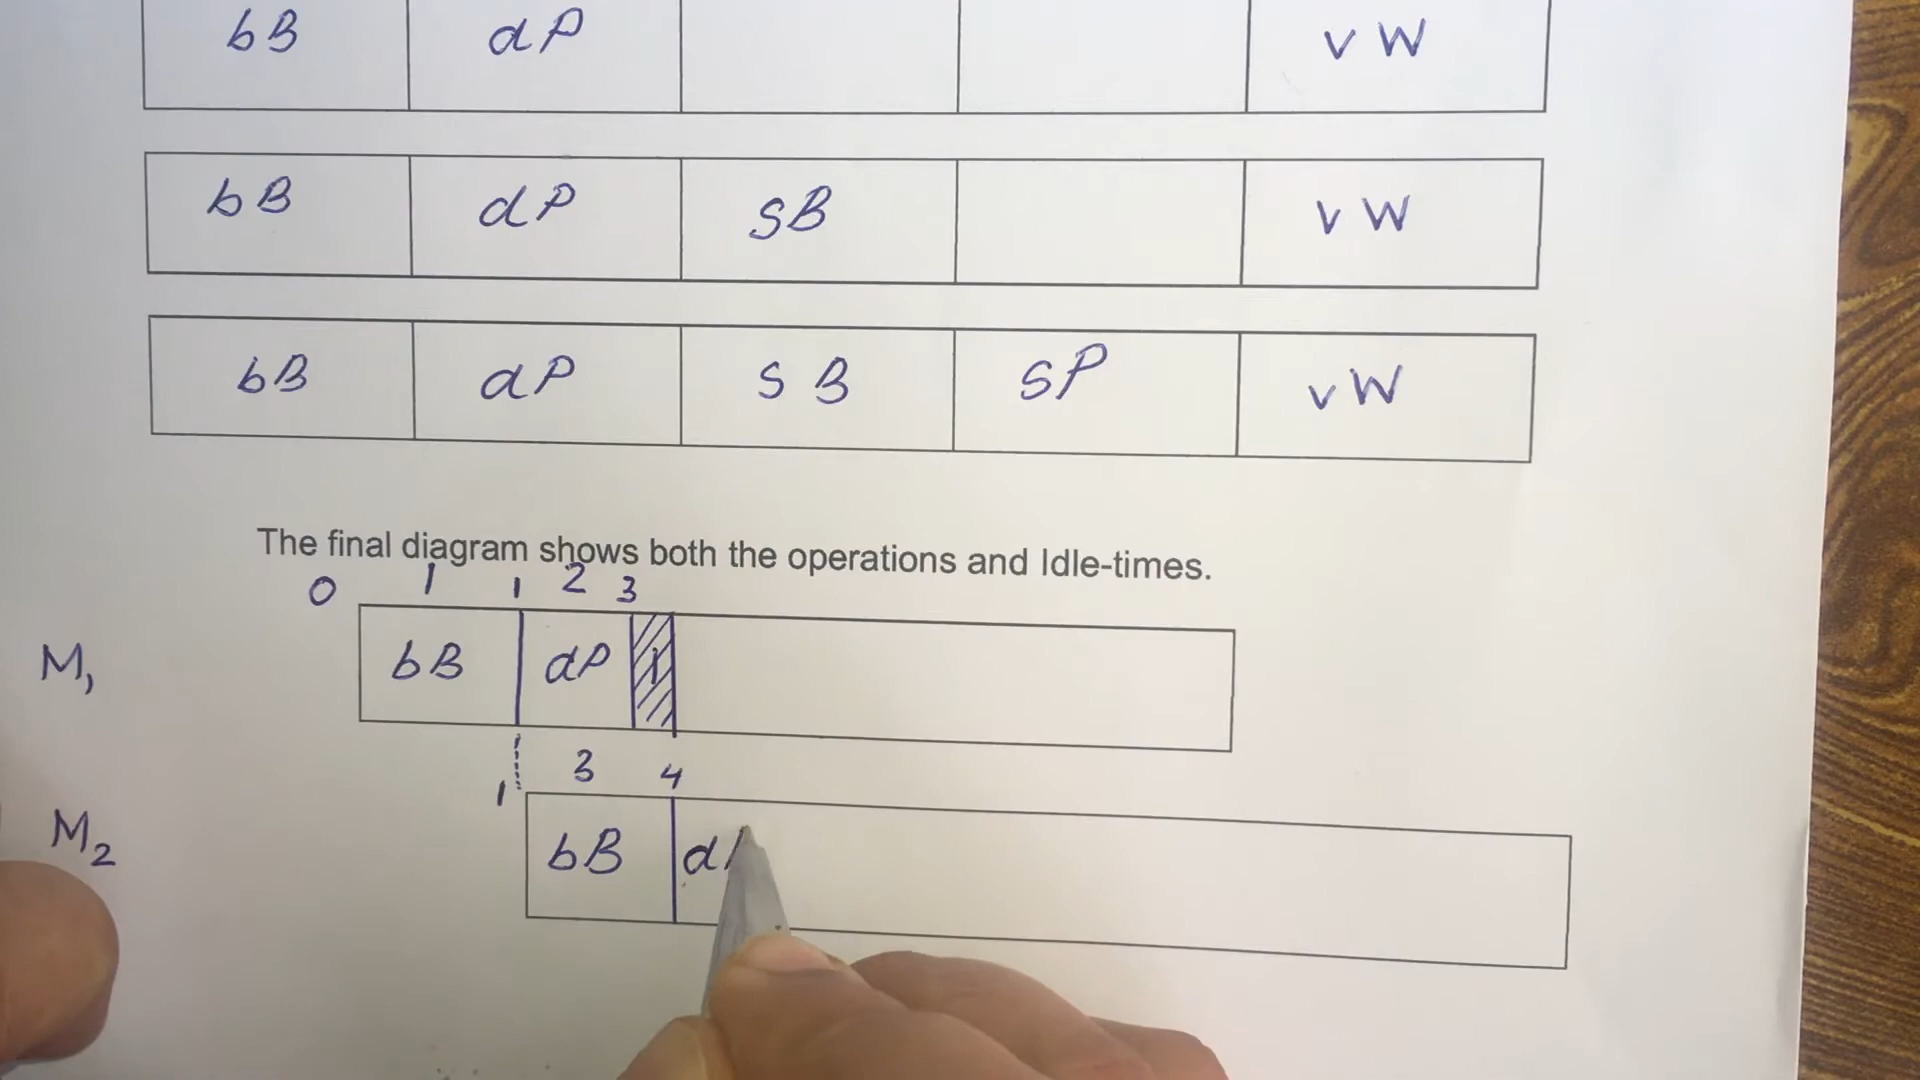 bB dP vW
bB dP SB vW
bB dP SB SP vW
The final diagram shows both the operations and Idle-times.
0 1 1 2 3
M1 bB dP 1
1 3 4
M2 bB d